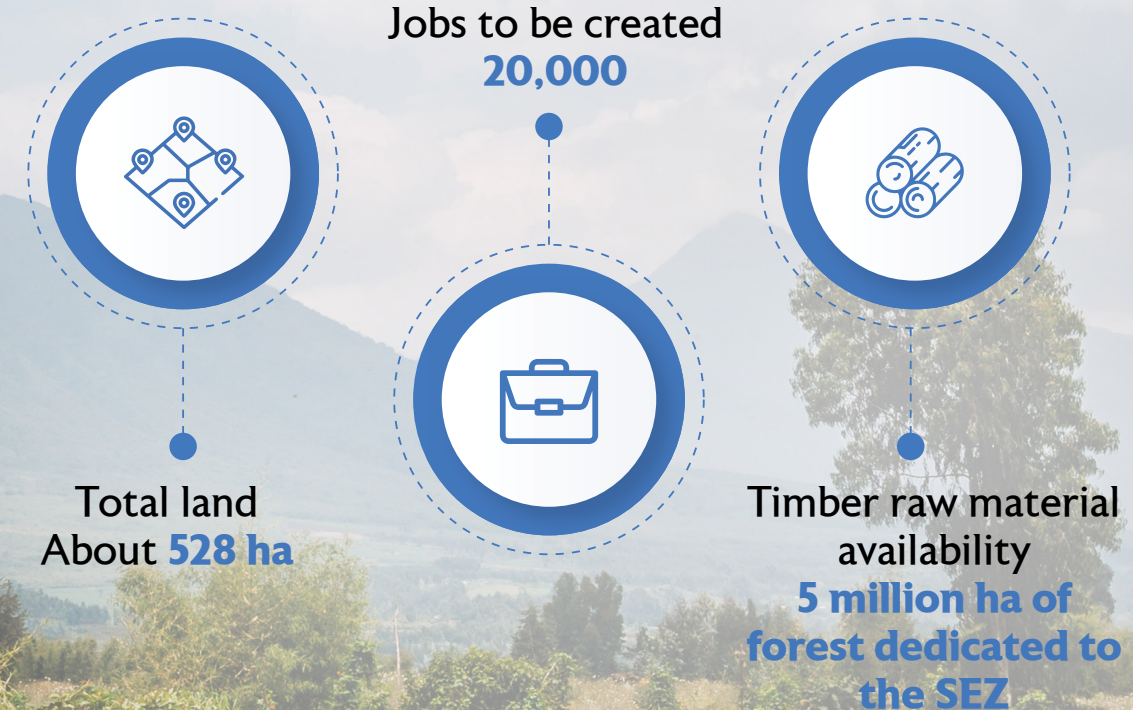 Jobs to be created
20,000
Total land
About 528 ha
Timber raw material
availability
5 million ha of
forest dedicated to
the SEZ